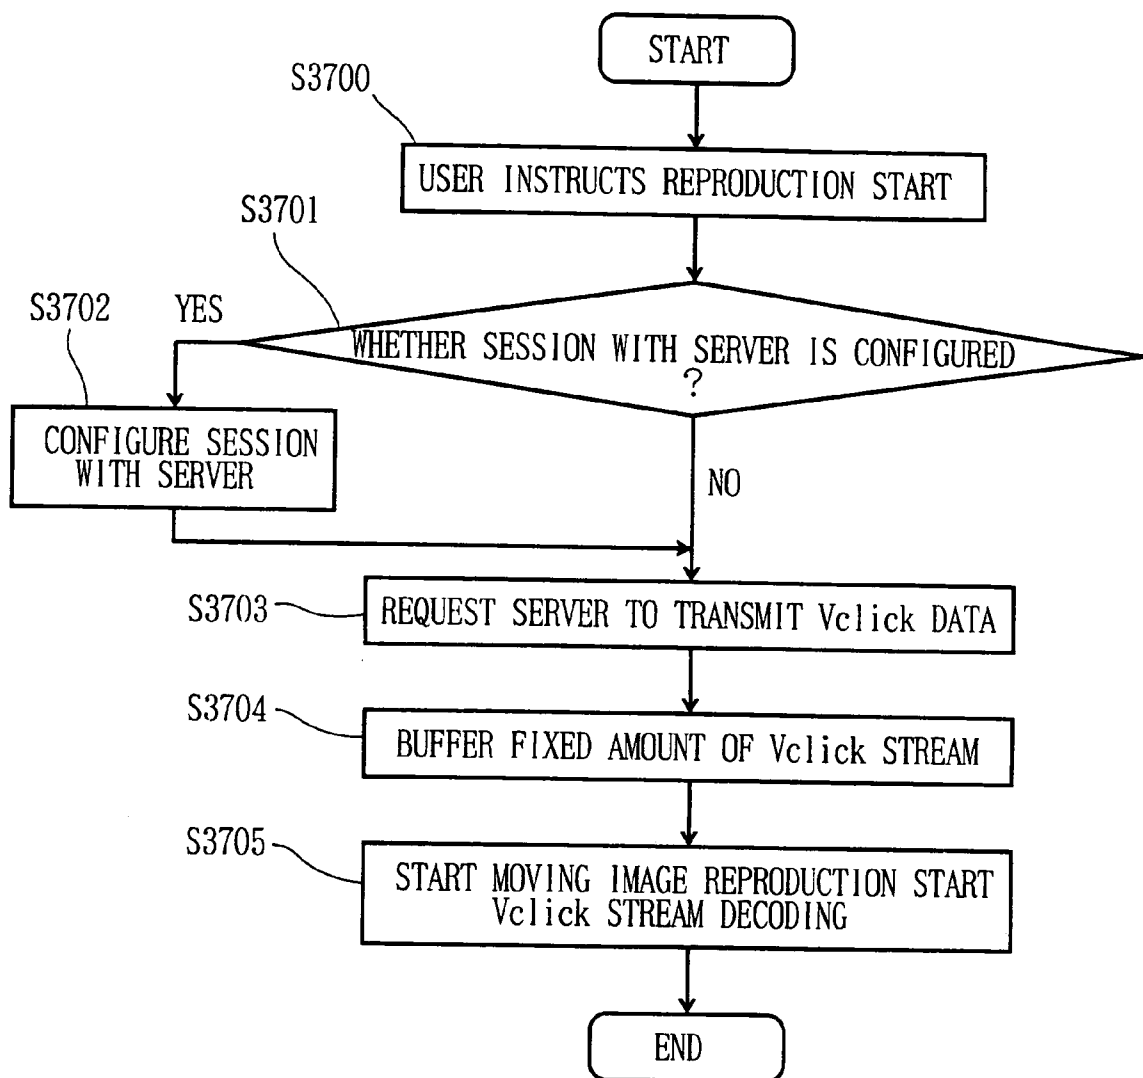 START
S3700
USER INSTRUCTS REPRODUCTION START
S3701
WHETHER SESSION WITH SERVER IS CONFIGURED
?
YES
S3702
CONFIGURE SESSION
WITH SERVER
NO
S3703
REQUEST SERVER TO TRANSMIT Vclick DATA
S3704
BUFFER FIXED AMOUNT OF Vclick STREAM
S3705
START MOVING IMAGE REPRODUCTION START
Vclick STREAM DECODING
END